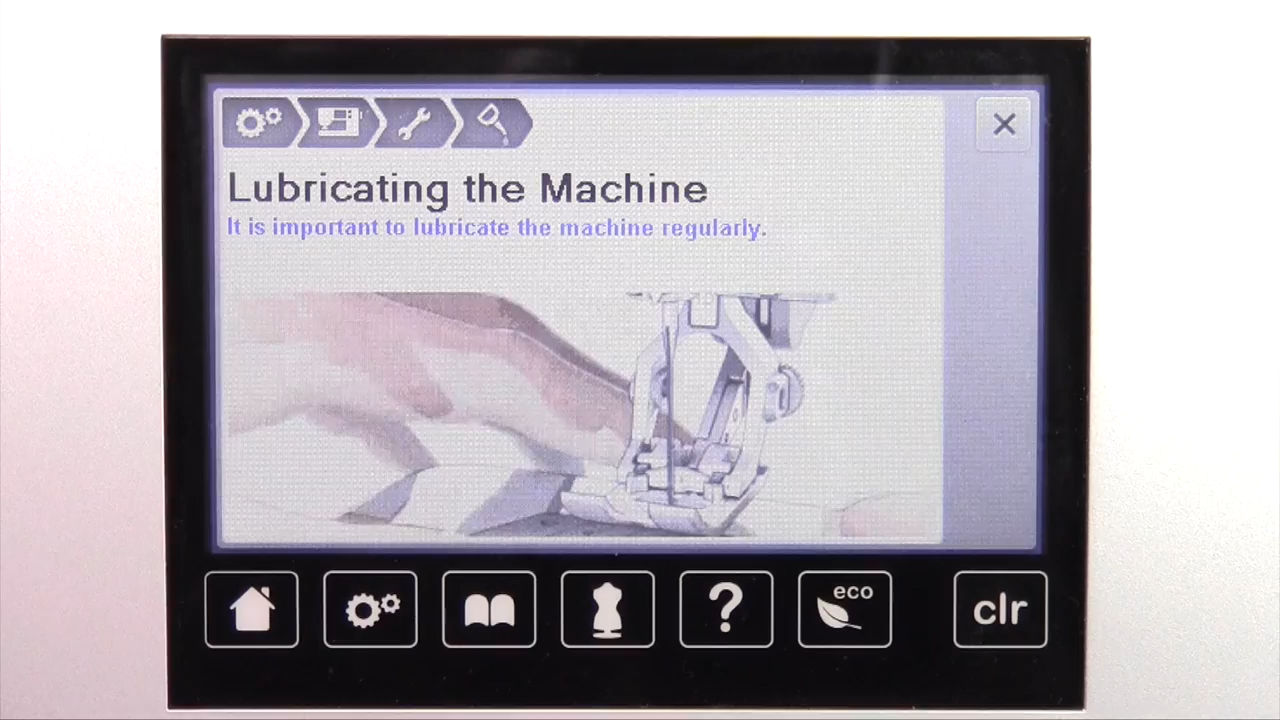 Lubricating the Machine
It is important to lubricate the machine regularly.
?
eco
clr